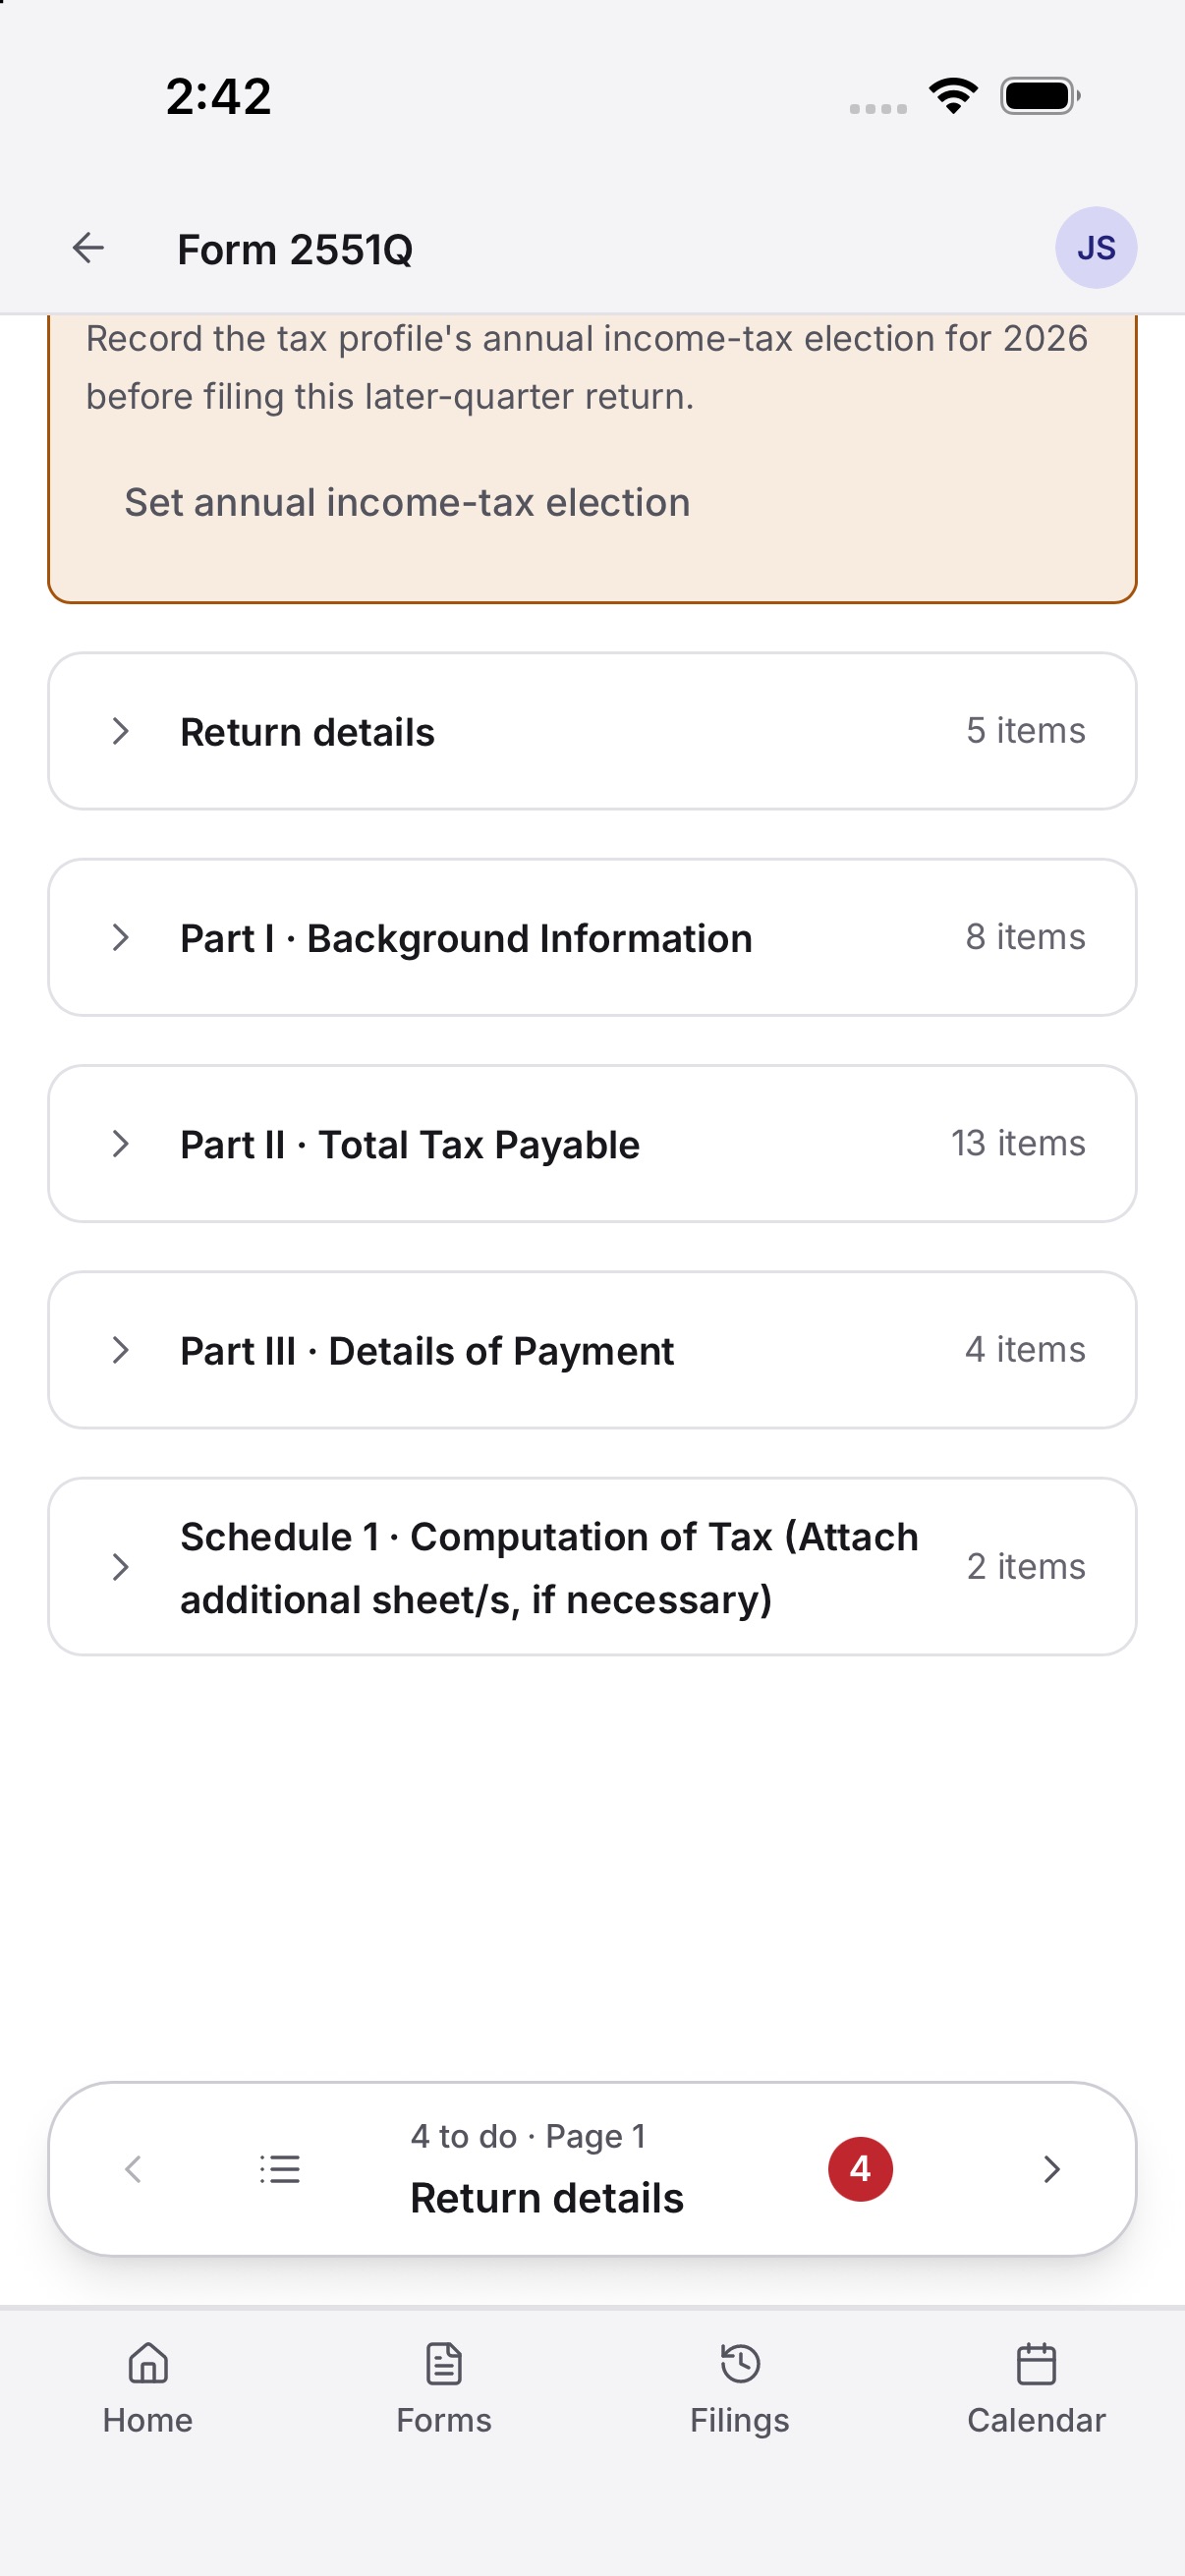 2:42
Form 2551Q
JS
Record the tax profile's annual income-tax election for 2026
before filing this later-quarter return.
Set annual income-tax election
Return details
5 items
Part I · Background Information
8 items
Part II · Total Tax Payable
13 items
Part III · Details of Payment
4 items
Schedule 1 · Computation of Tax (Attach
additional sheet/s, if necessary)
2 items
4 to do · Page 1
Return details
4
Home
Forms
Filings
Calendar